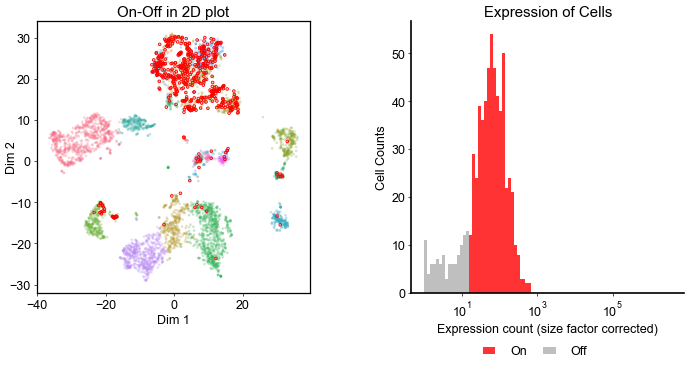 On-Off in 2D plot
Expression of Cells
30
20
10
0
−10
−20
−30
−40
−20
0
20
Dim 2
Dim 1
50
40
30
20
10
0
Cell Counts
10^1
10^3
10^5
Expression count (size factor corrected)
On
Off